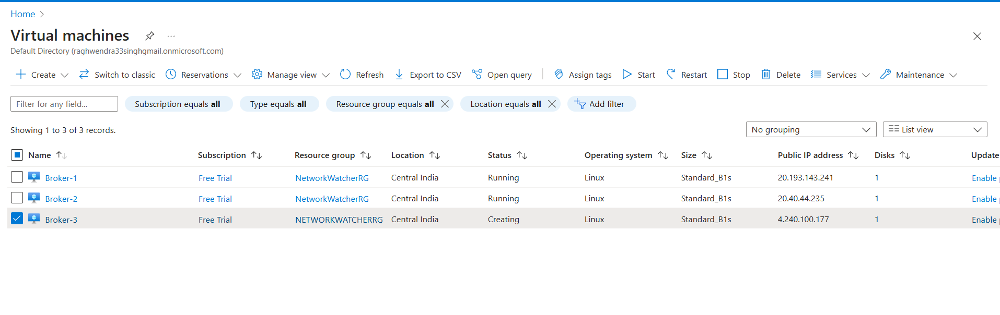 Home
Virtual machines
Default Directory (raghwendra33singhgmail.onmicrosoft.com)
Create Switch to classic Reservations Manage view Refresh Export to CSV Open query Assign tags Start Restart Stop Delete Services Maintenance
Filter for any field... Subscription equals all Type equals all Resource group equals all Location equals all Add filter
Showing 1 to 3 of 3 records. No grouping List view
Name Subscription Resource group Location Status Operating system Size Public IP address Disks Update
Broker-1 Free Trial NetworkWatcherRG Central India Running Linux Standard_B1s 20.193.143.241 1 Enable
Broker-2 Free Trial NetworkWatcherRG Central India Running Linux Standard_B1s 20.40.44.235 1 Enable
Broker-3 Free Trial NETWORKWATCHERRG Central India Creating Linux Standard_B1s 4.240.100.177 1 Enable